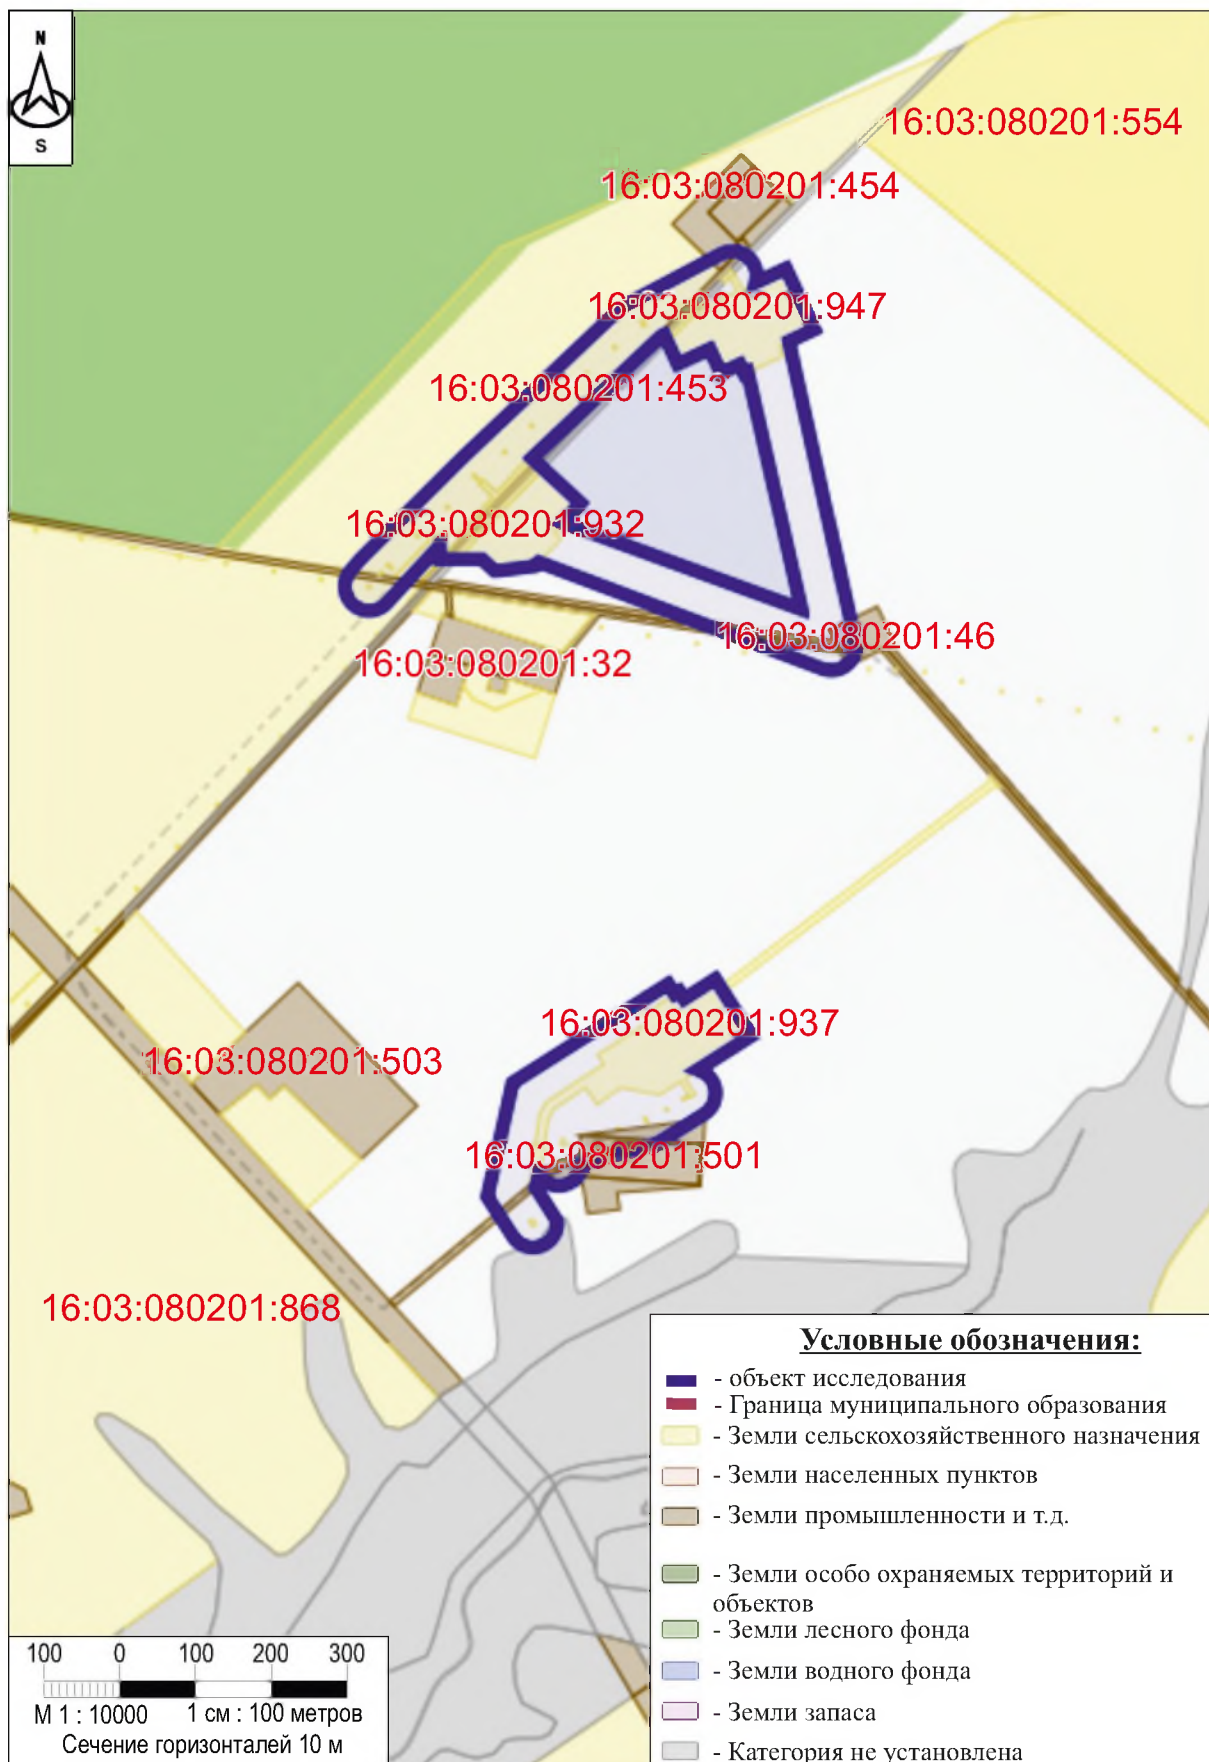 N
S
16:03:080201:554
16:03:080201:454
16:03:080201:947
16:03:080201:453
16:03:080201:932
16:03:080201:46
16:03:080201:32
16:03:080201:937
16:03:080201:503
16:03:080201:501
16:03:080201:868
Условные обозначения:
- объект исследования
- Граница муниципального образования
- Земли сельскохозяйственного назначения
- Земли населенных пунктов
- Земли промышленности и т.д.
- Земли особо охраняемых территорий и
объектов
- Земли лесного фонда
- Земли водного фонда
- Земли запаса
- Категория не установлена
100 0 100 200 300
М 1 : 10000 1 см : 100 метров
Сечение горизонталей 10 м